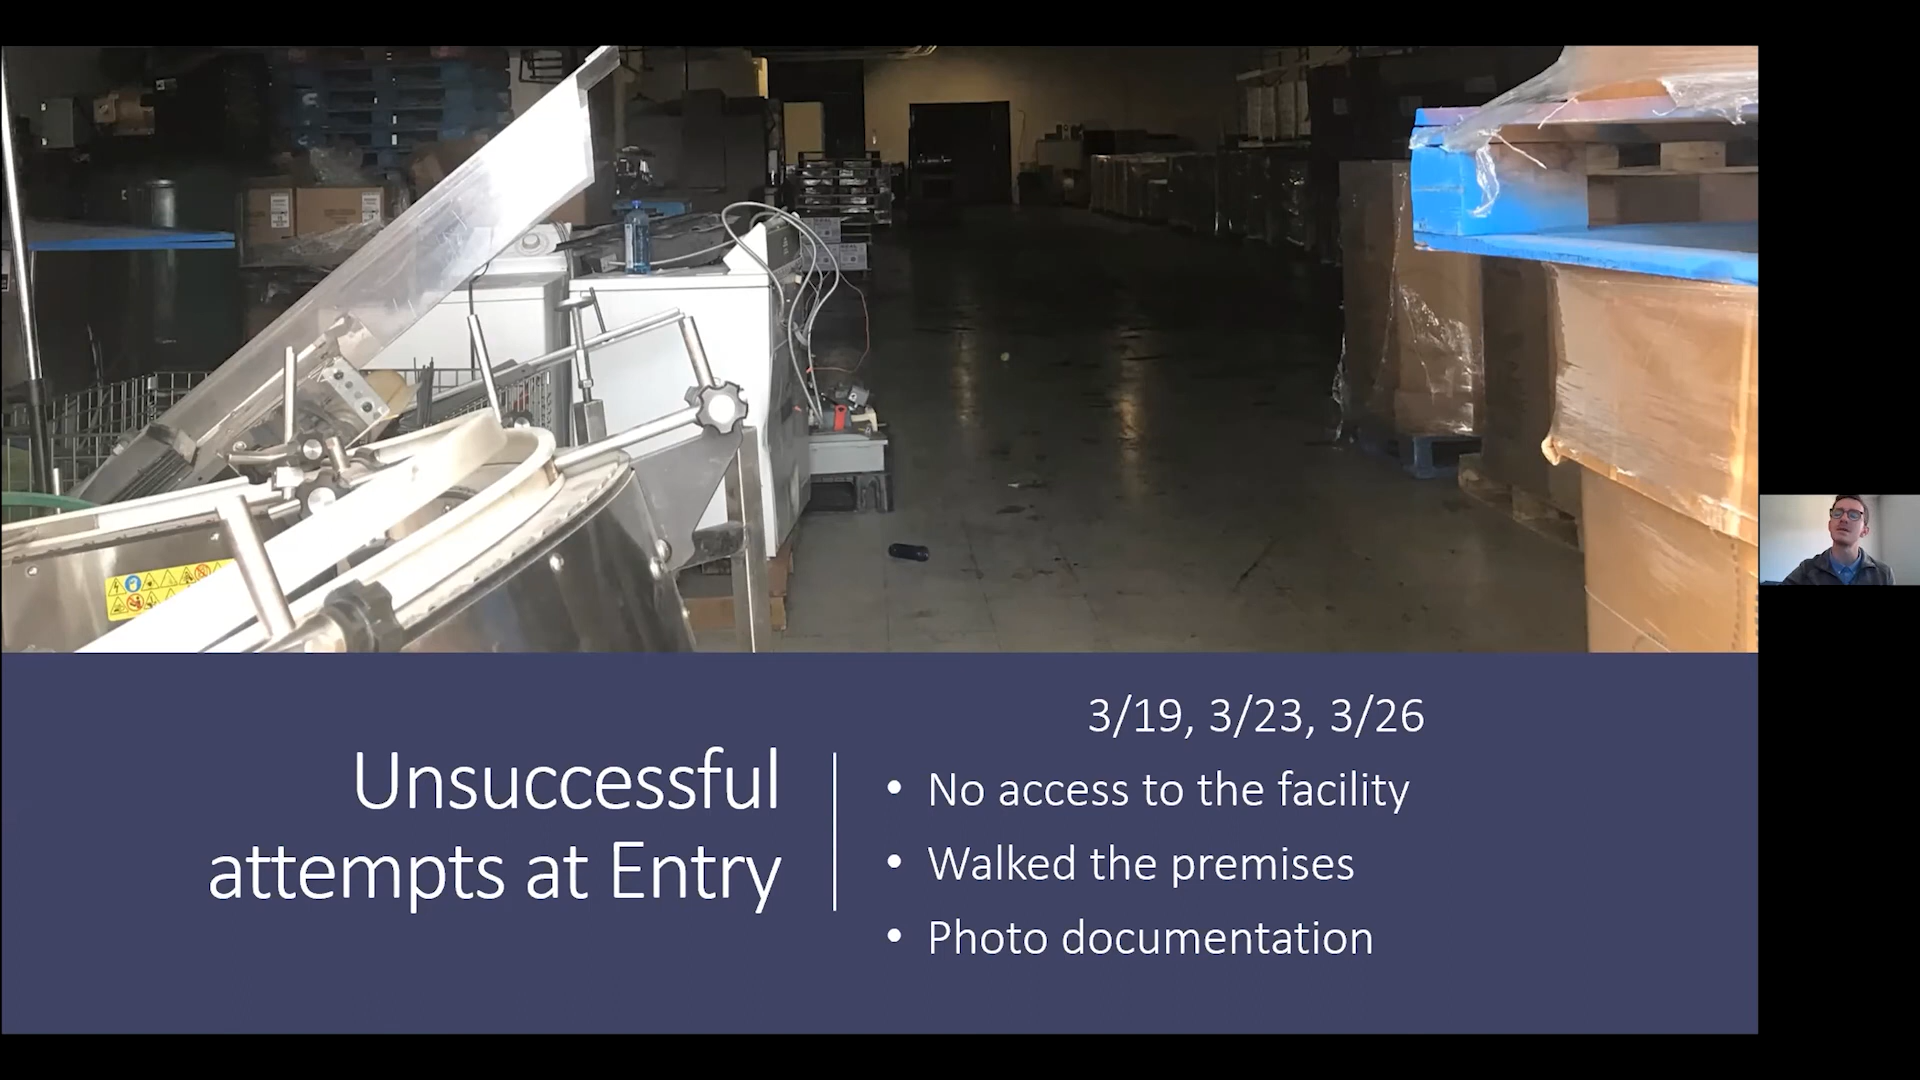 Unsuccessful
attempts at Entry
3/19, 3/23, 3/26
• No access to the facility
• Walked the premises
• Photo documentation